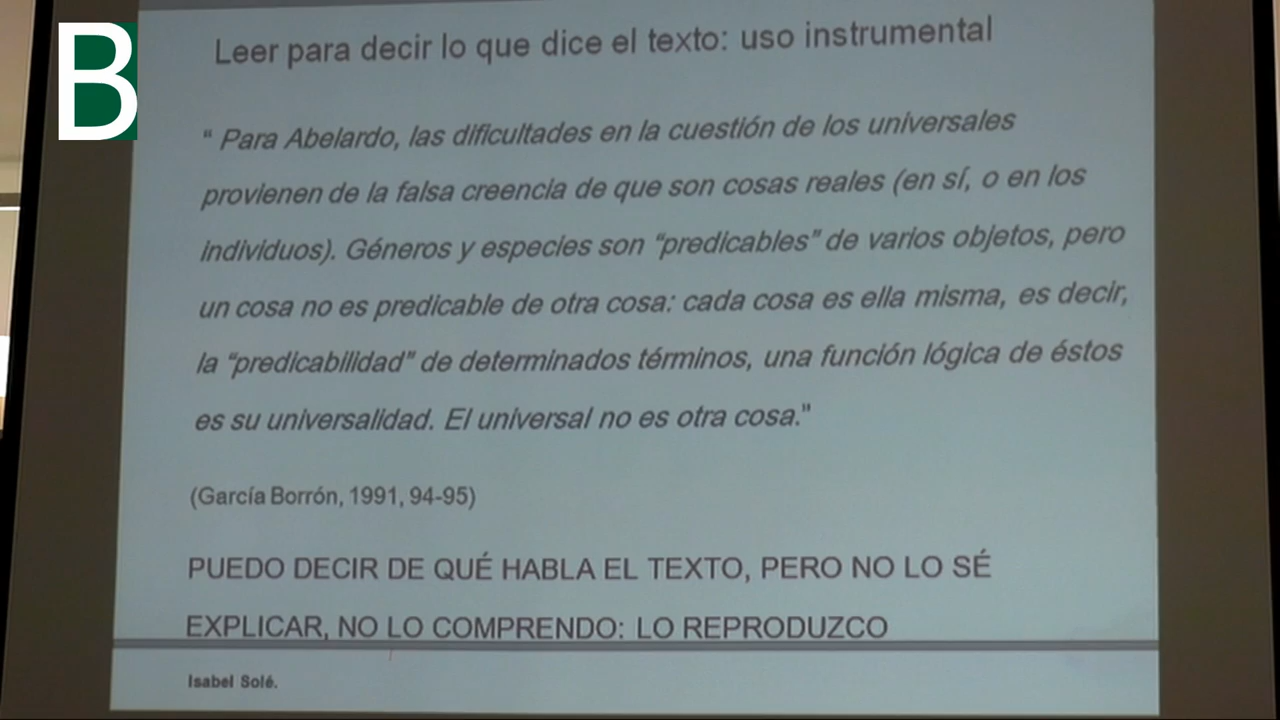 B
Leer para decir lo que dice el texto: uso instrumental
“ Para Abelardo, las dificultades en la cuestión de los universales
provienen de la falsa creencia de que son cosas reales (en sí, o en los
individuos). Géneros y especies son “predicables” de varios objetos, pero
un cosa no es predicable de otra cosa: cada cosa es ella misma, es decir,
la “predicabilidad” de determinados términos, una función lógica de éstos
es su universalidad. El universal no es otra cosa.”
(García Borrón, 1991, 94-95)
PUEDO DECIR DE QUÉ HABLA EL TEXTO, PERO NO LO SÉ
EXPLICAR, NO LO COMPRENDO: LO REPRODUZCO
Isabel Solé.